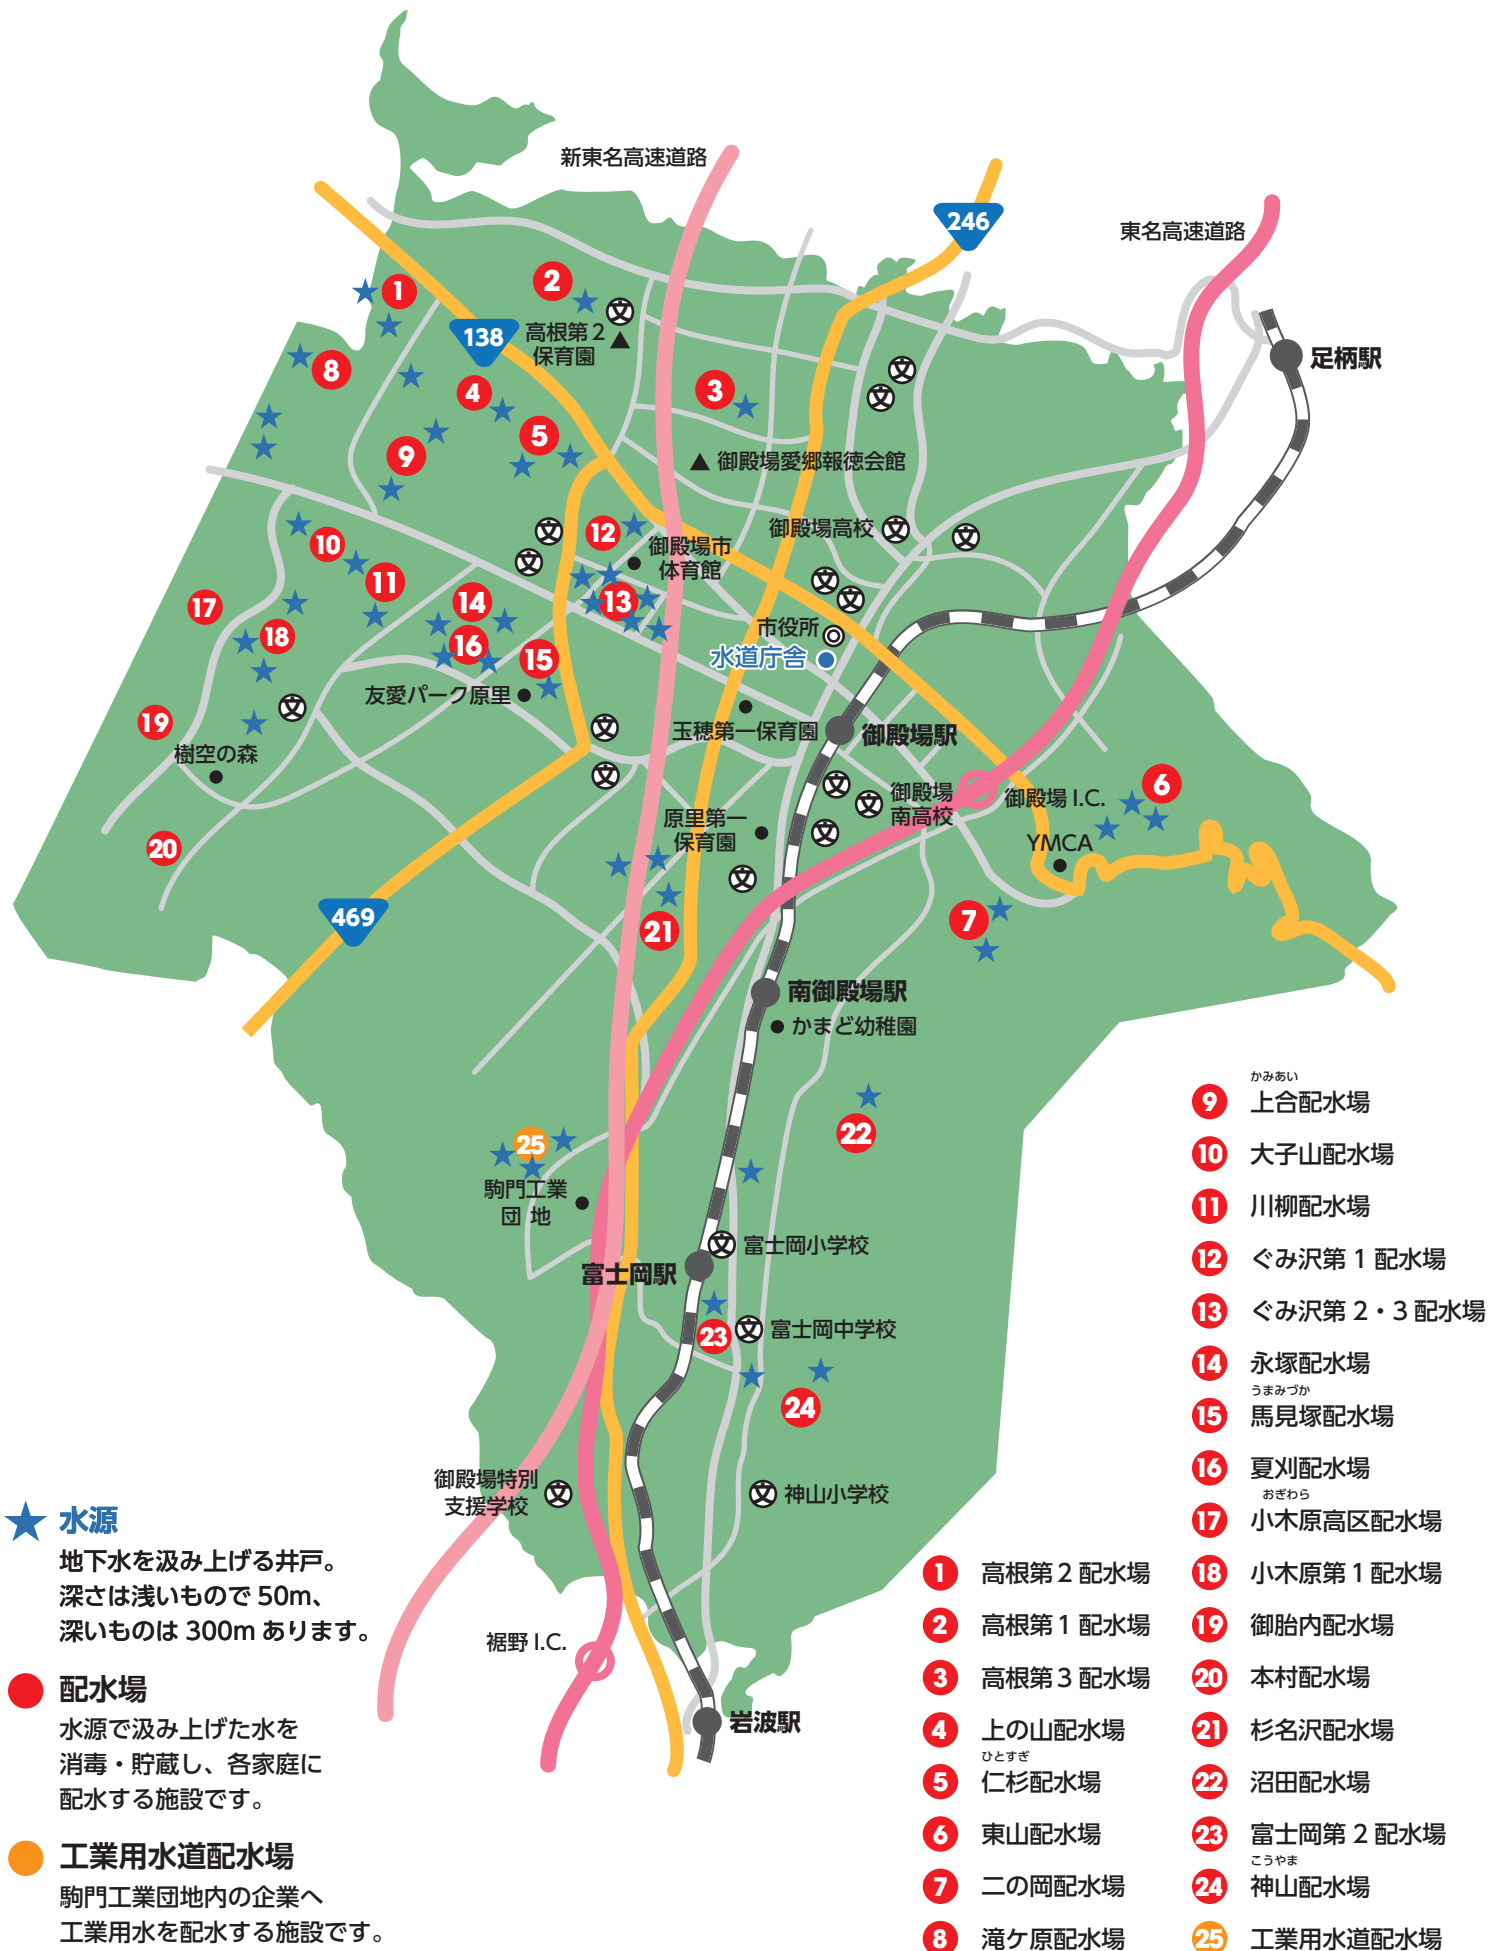 新東名高速道路
246
東名高速道路
1
2
138
高根第2
保育園
足柄駅
8
4
3
5
9
御殿場愛郷報徳会館
文
10
12
御殿場高校
御殿場市
体育館
11
17
14
13
18
16
15
市役所
水道庁舎
友愛パーク原里
19
樹空の森
玉穂第一保育園
御殿場駅
御殿場
南高校
御殿場 I.C.
6
YMCA
原里第一
保育園
20
469
21
7
南御殿場駅
かまど幼稚園
22
25
駒門工業
団 地
富士岡小学校
富士岡駅
23
富士岡中学校
24
御殿場特別
支援学校
神山小学校
裾野 I.C.
岩波駅
水源
地下水を汲み上げる井戸。
深さは浅いもので 50m、
深いものは 300m あります。
配水場
水源で汲み上げた水を
消毒・貯蔵し、各家庭に
配水する施設です。
工業用水道配水場
駒門工業団地内の企業へ
工業用水を配水する施設です。
1 高根第2配水場
2 高根第1配水場
3 高根第3配水場
4 上の山配水場
ひとすぎ
5 仁杉配水場
6 東山配水場
7 二の岡配水場
8 滝ケ原配水場
かみあい
9 上合配水場
10 大子山配水場
11 川柳配水場
12 ぐみ沢第1配水場
13 ぐみ沢第2・3配水場
14 永塚配水場
うまみづか
15 馬見塚配水場
16 夏刈配水場
おぎわら
17 小木原高区配水場
18 小木原第1配水場
19 御胎内配水場
20 本村配水場
21 杉名沢配水場
22 沼田配水場
23 富士岡第2配水場
こうやま
24 神山配水場
25 工業用水道配水場